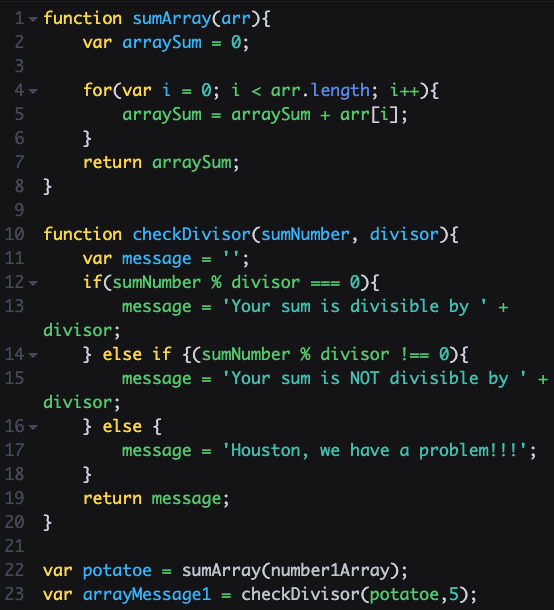 1 function sumArray(arr){
2     var arraySum = 0;
3
4     for(var i = 0; i < arr.length; i++){
5         arraySum = arraySum + arr[i];
6     }
7     return arraySum;
8 }
9
10 function checkDivisor(sumNumber, divisor){
11     var message = '';
12     if(sumNumber % divisor === 0){
13         message = 'Your sum is divisible by ' +
divisor;
14     } else if {(sumNumber % divisor !== 0){
15         message = 'Your sum is NOT divisible by ' +
divisor;
16     } else {
17         message = 'Houston, we have a problem!!!';
18     }
19     return message;
20 }
21
22 var potatoe = sumArray(number1Array);
23 var arrayMessage1 = checkDivisor(potatoe,5);